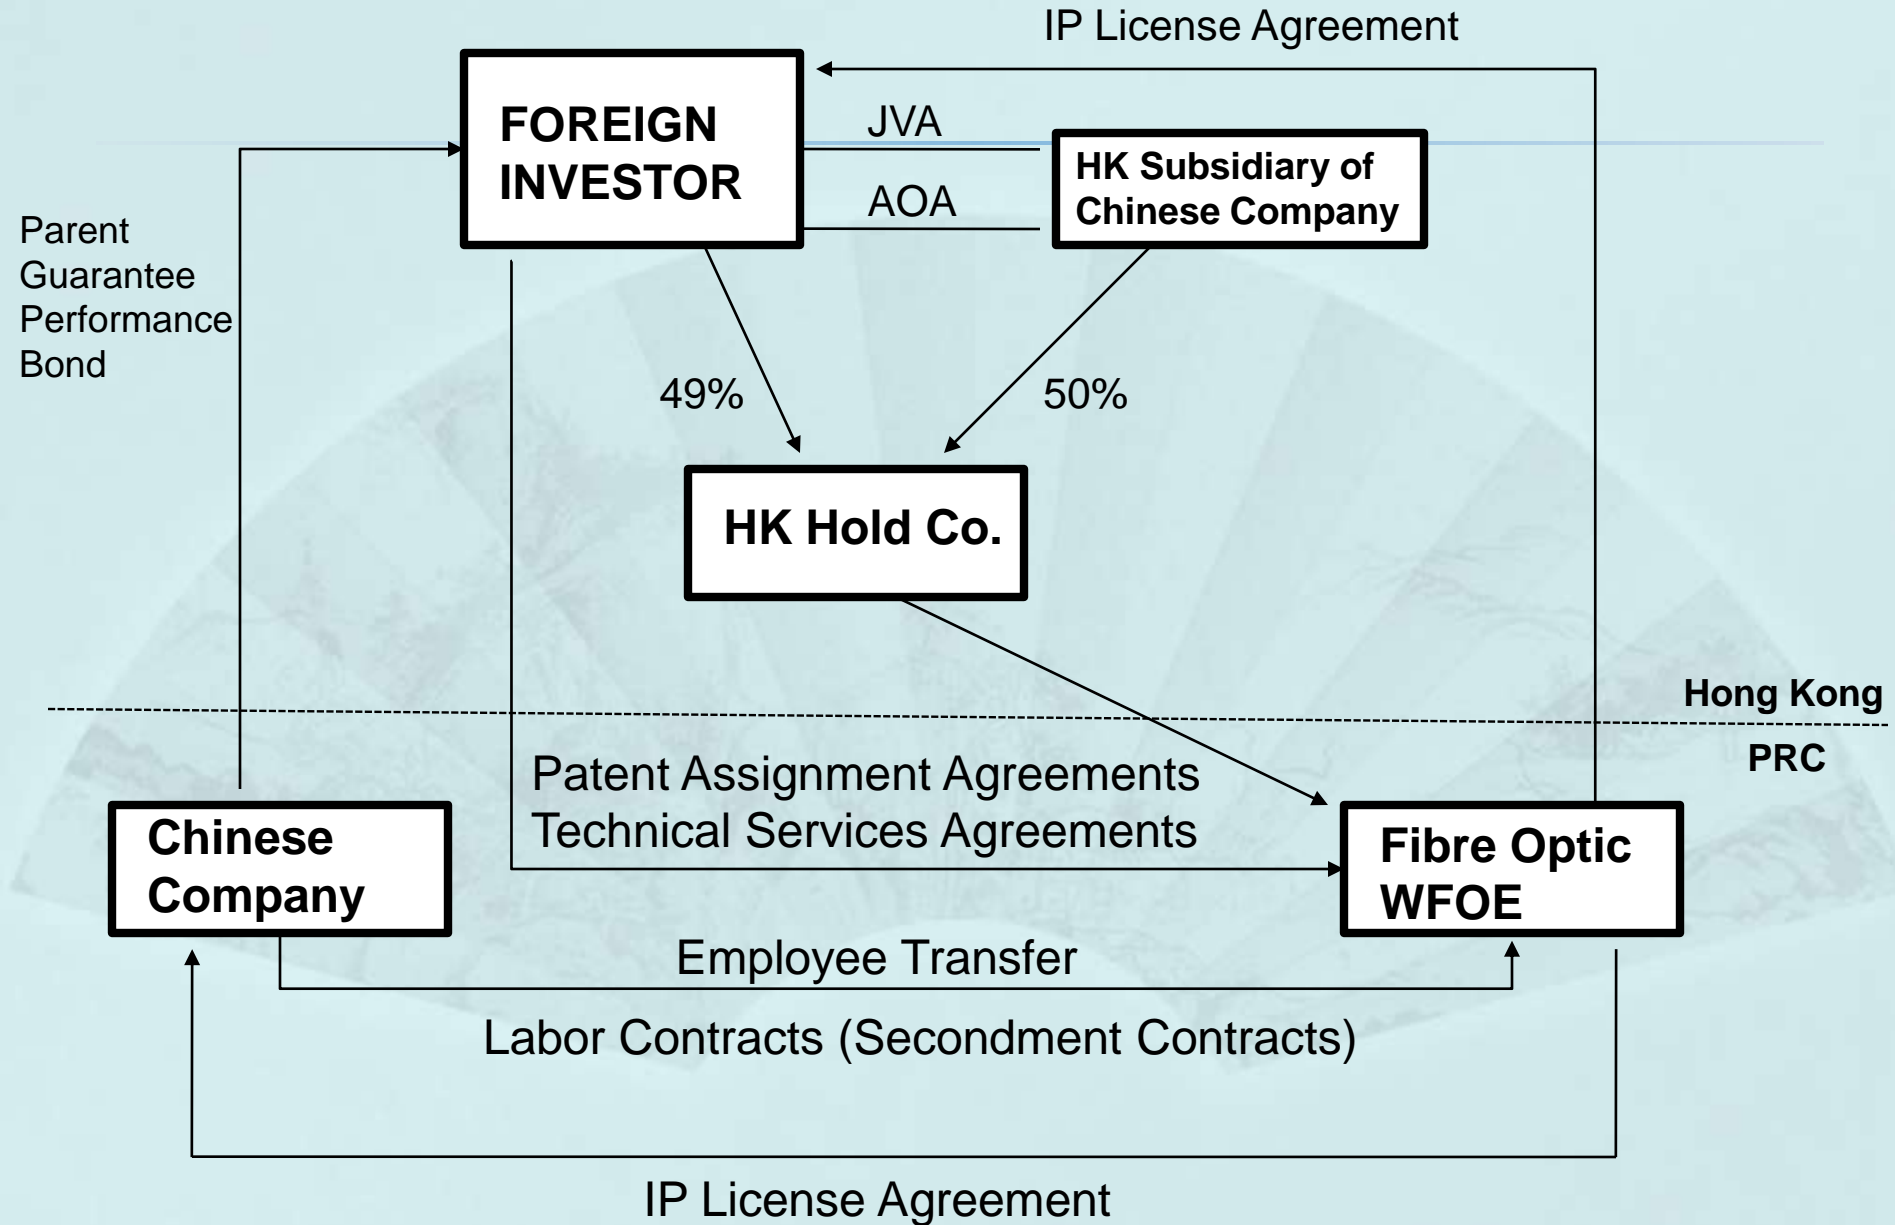 IP License Agreement
FOREIGN
INVESTOR
JVA
AOA
HK Subsidiary of
Chinese Company
Parent
Guarantee
Performance
Bond
49%
50%
HK Hold Co.
Hong Kong
PRC
Patent Assignment Agreements
Technical Services Agreements
Chinese
Company
Fibre Optic
WFOE
Employee Transfer
Labor Contracts (Secondment Contracts)
IP License Agreement